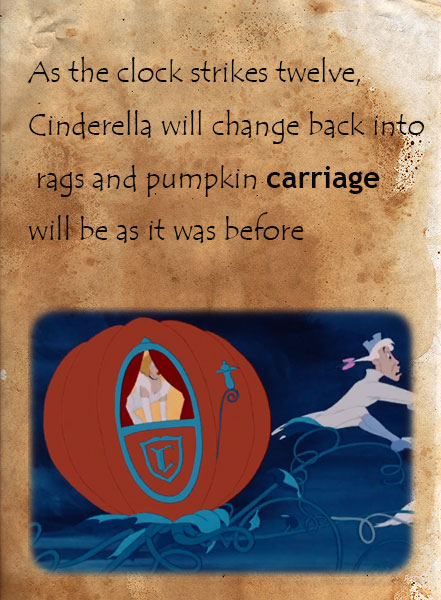 As the clock strikes twelve,
Cinderella will change back into
rags and pumpkin carriage
will be as it was before
C